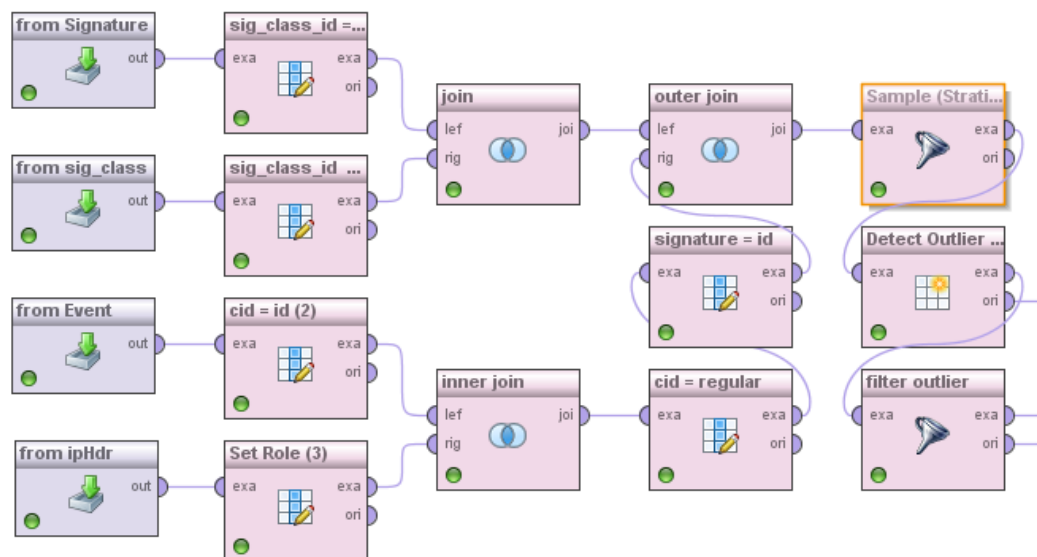 from Signature
out
sig_class_id =...
exa
exa
ori
join
lef
joi
rig
outer join
lef
joi
rig
Sample (Strati...
exa
exa
ori
from sig_class
out
sig_class_id ...
exa
exa
ori
signature = id
exa
exa
ori
Detect Outlier ...
exa
exa
ori
from Event
out
cid = id (2)
exa
exa
ori
inner join
lef
joi
rig
cid = regular
exa
exa
ori
filter outlier
exa
exa
ori
from ipHdr
out
Set Role (3)
exa
exa
ori